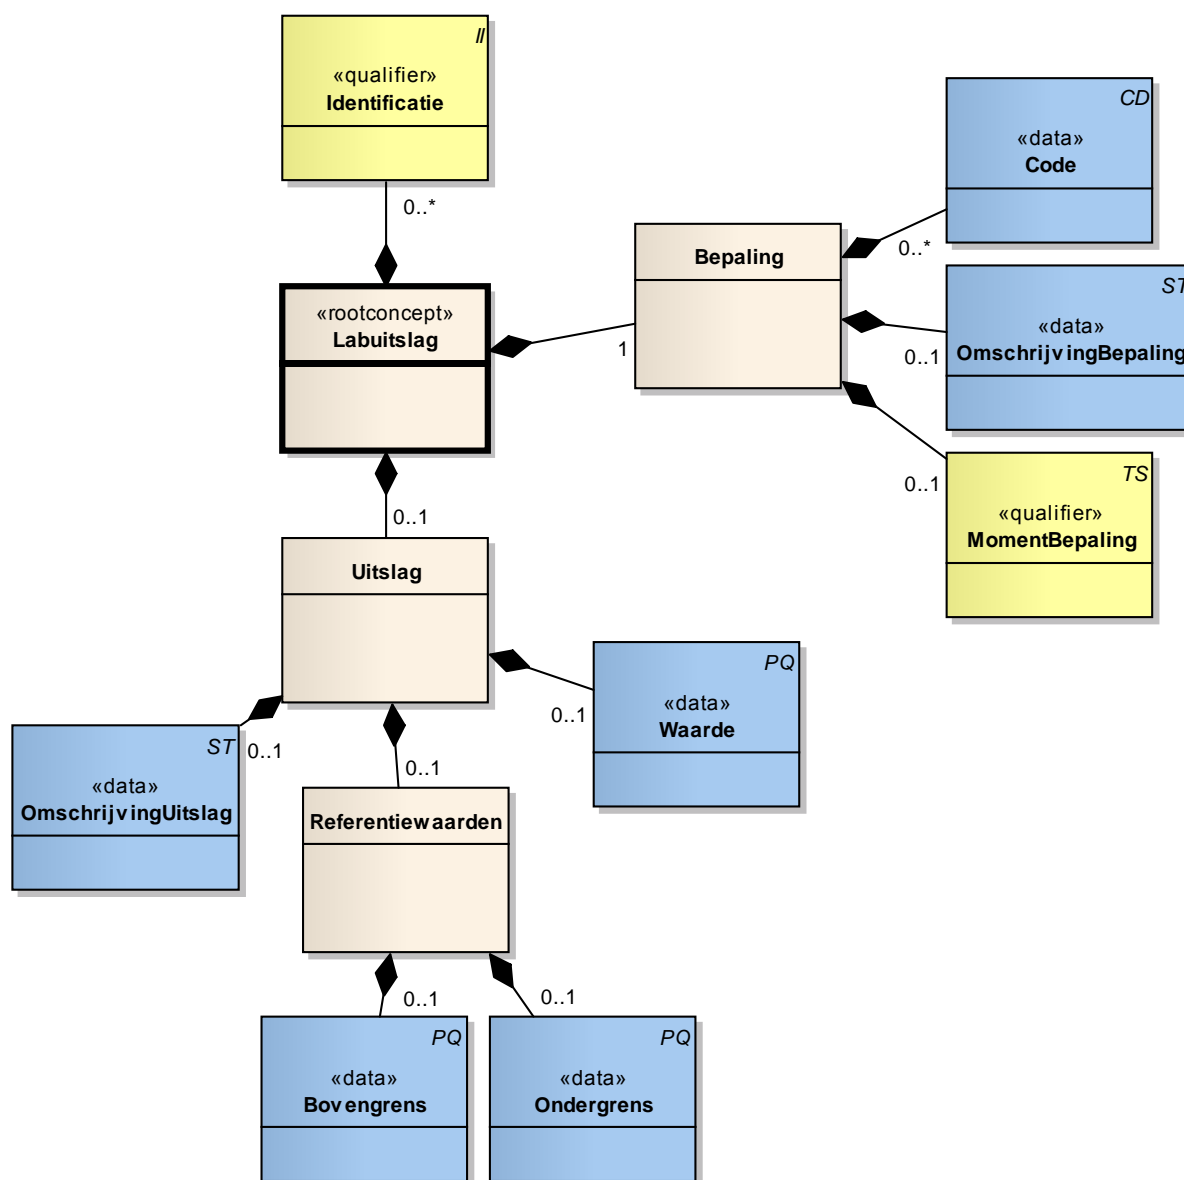 II
«qualifier»
Identificatie
0..*
CD
«data»
Code
0..*
Bepaling
«rootconcept»
Labuitslag
1
ST
«data»
OmschrijvingBepaling
0..1
TS
«qualifier»
MomentBepaling
0..1
0..1
Uitslag
PQ
«data»
Waarde
0..1
ST
«data»
OmschrijvingUitslag
0..1
0..1
Referentiewaarden
0..1
0..1
PQ
«data»
Bovengrens
PQ
«data»
Ondergrens